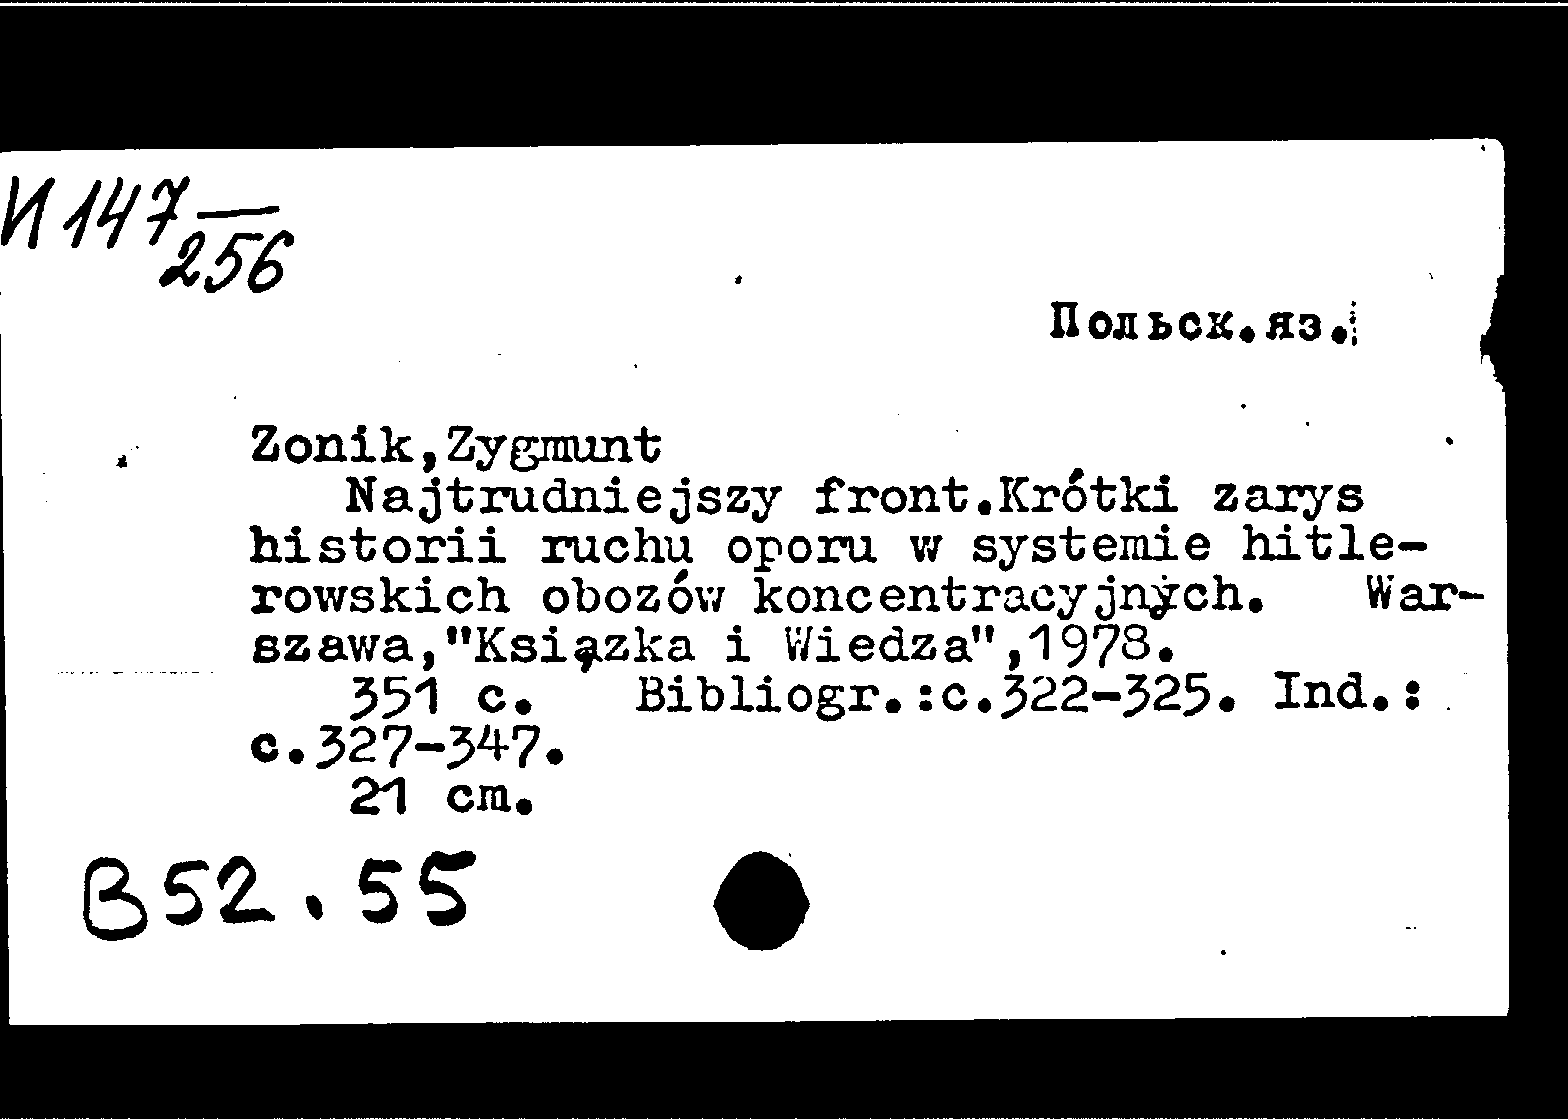 И 147
256
Польск.яз.
Zonik,Zygmunt
Najtrudniejszy front.Krótki zarys
historii ruchu oporu w systemie hitle-
rowskich obozów koncentracyjnych. War-
szawa,"Książka i Wiedza",1978.
351 с. Bibliogr.:с.322-325. Ind.:
с.327-347.
21 cm.
B52.55